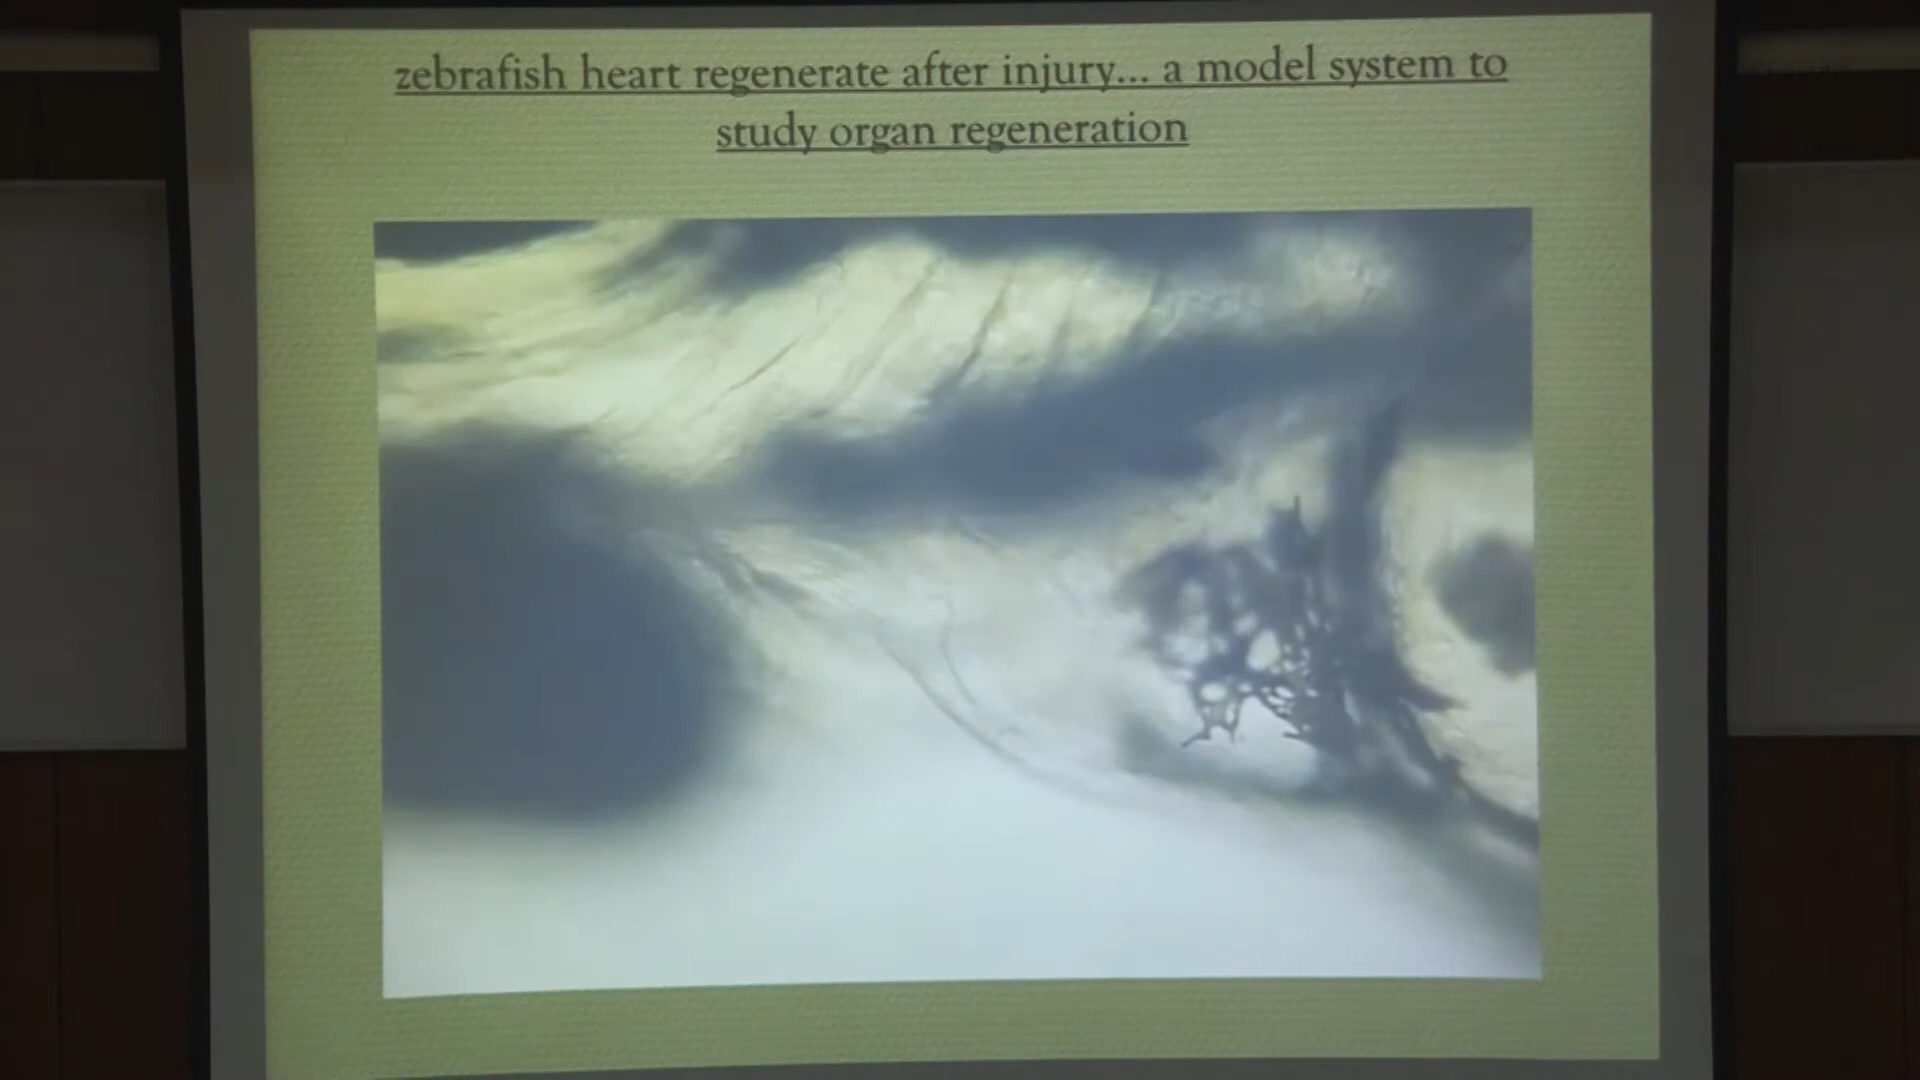 zebrafish heart regenerate after injury... a model system to
study organ regeneration